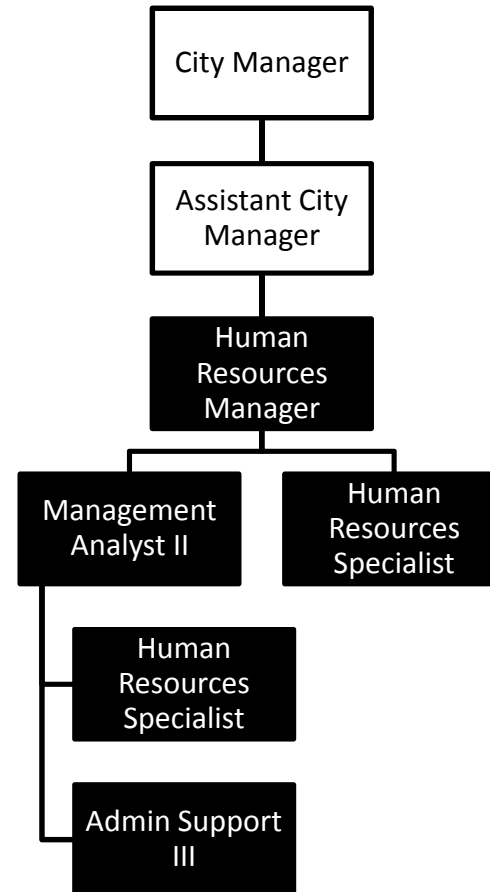 City Manager
Assistant City
Manager
Human
Resources
Manager
Management
Analyst II
Human
Resources
Specialist
Human
Resources
Specialist
Admin Support
III